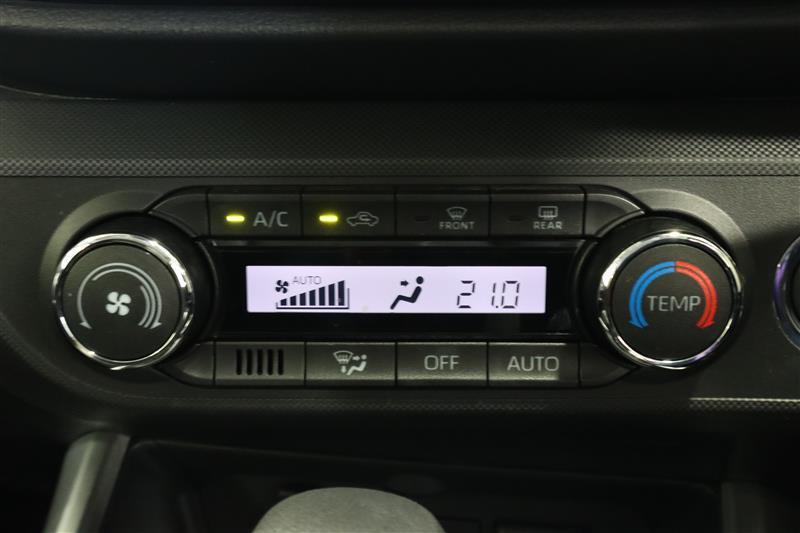 A/C
FRONT
REAR
AUTO
21.0
TEMP
OFF
AUTO